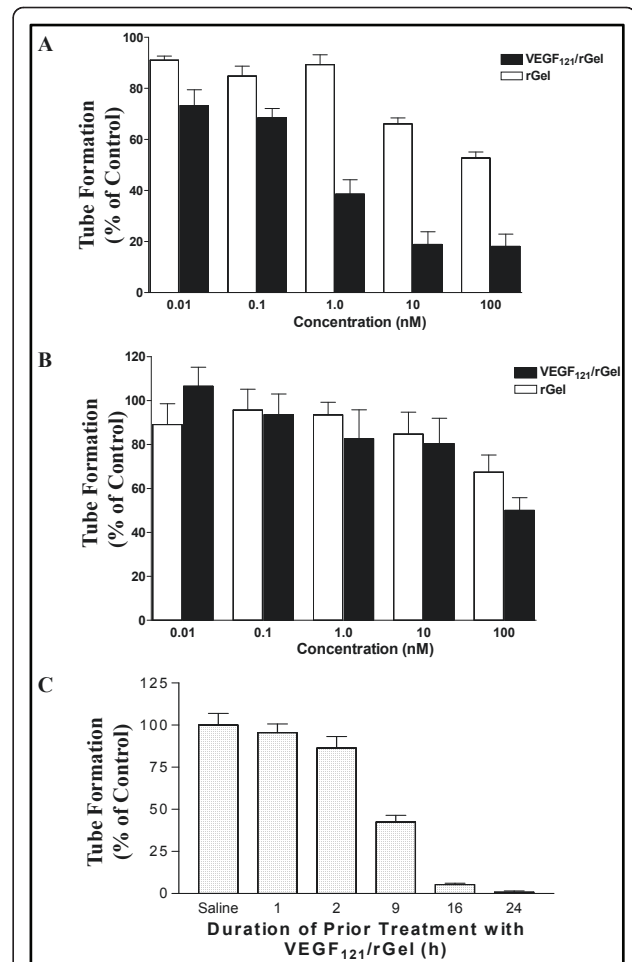 A
100
80
60
40
20
0
Tube Formation
(% of Control)
VEGF121/rGel
rGel
0.01 0.1 1.0 10 100
Concentration (nM)
B
120
100
80
60
40
20
0
Tube Formation
(% of Control)
VEGF121/rGel
rGel
0.01 0.1 1.0 10 100
Concentration (nM)
C
125
100
75
50
25
0
Tube Formation
(% of Control)
Saline 1 2 9 16 24
Duration of Prior Treatment with
VEGF121/rGel (h)